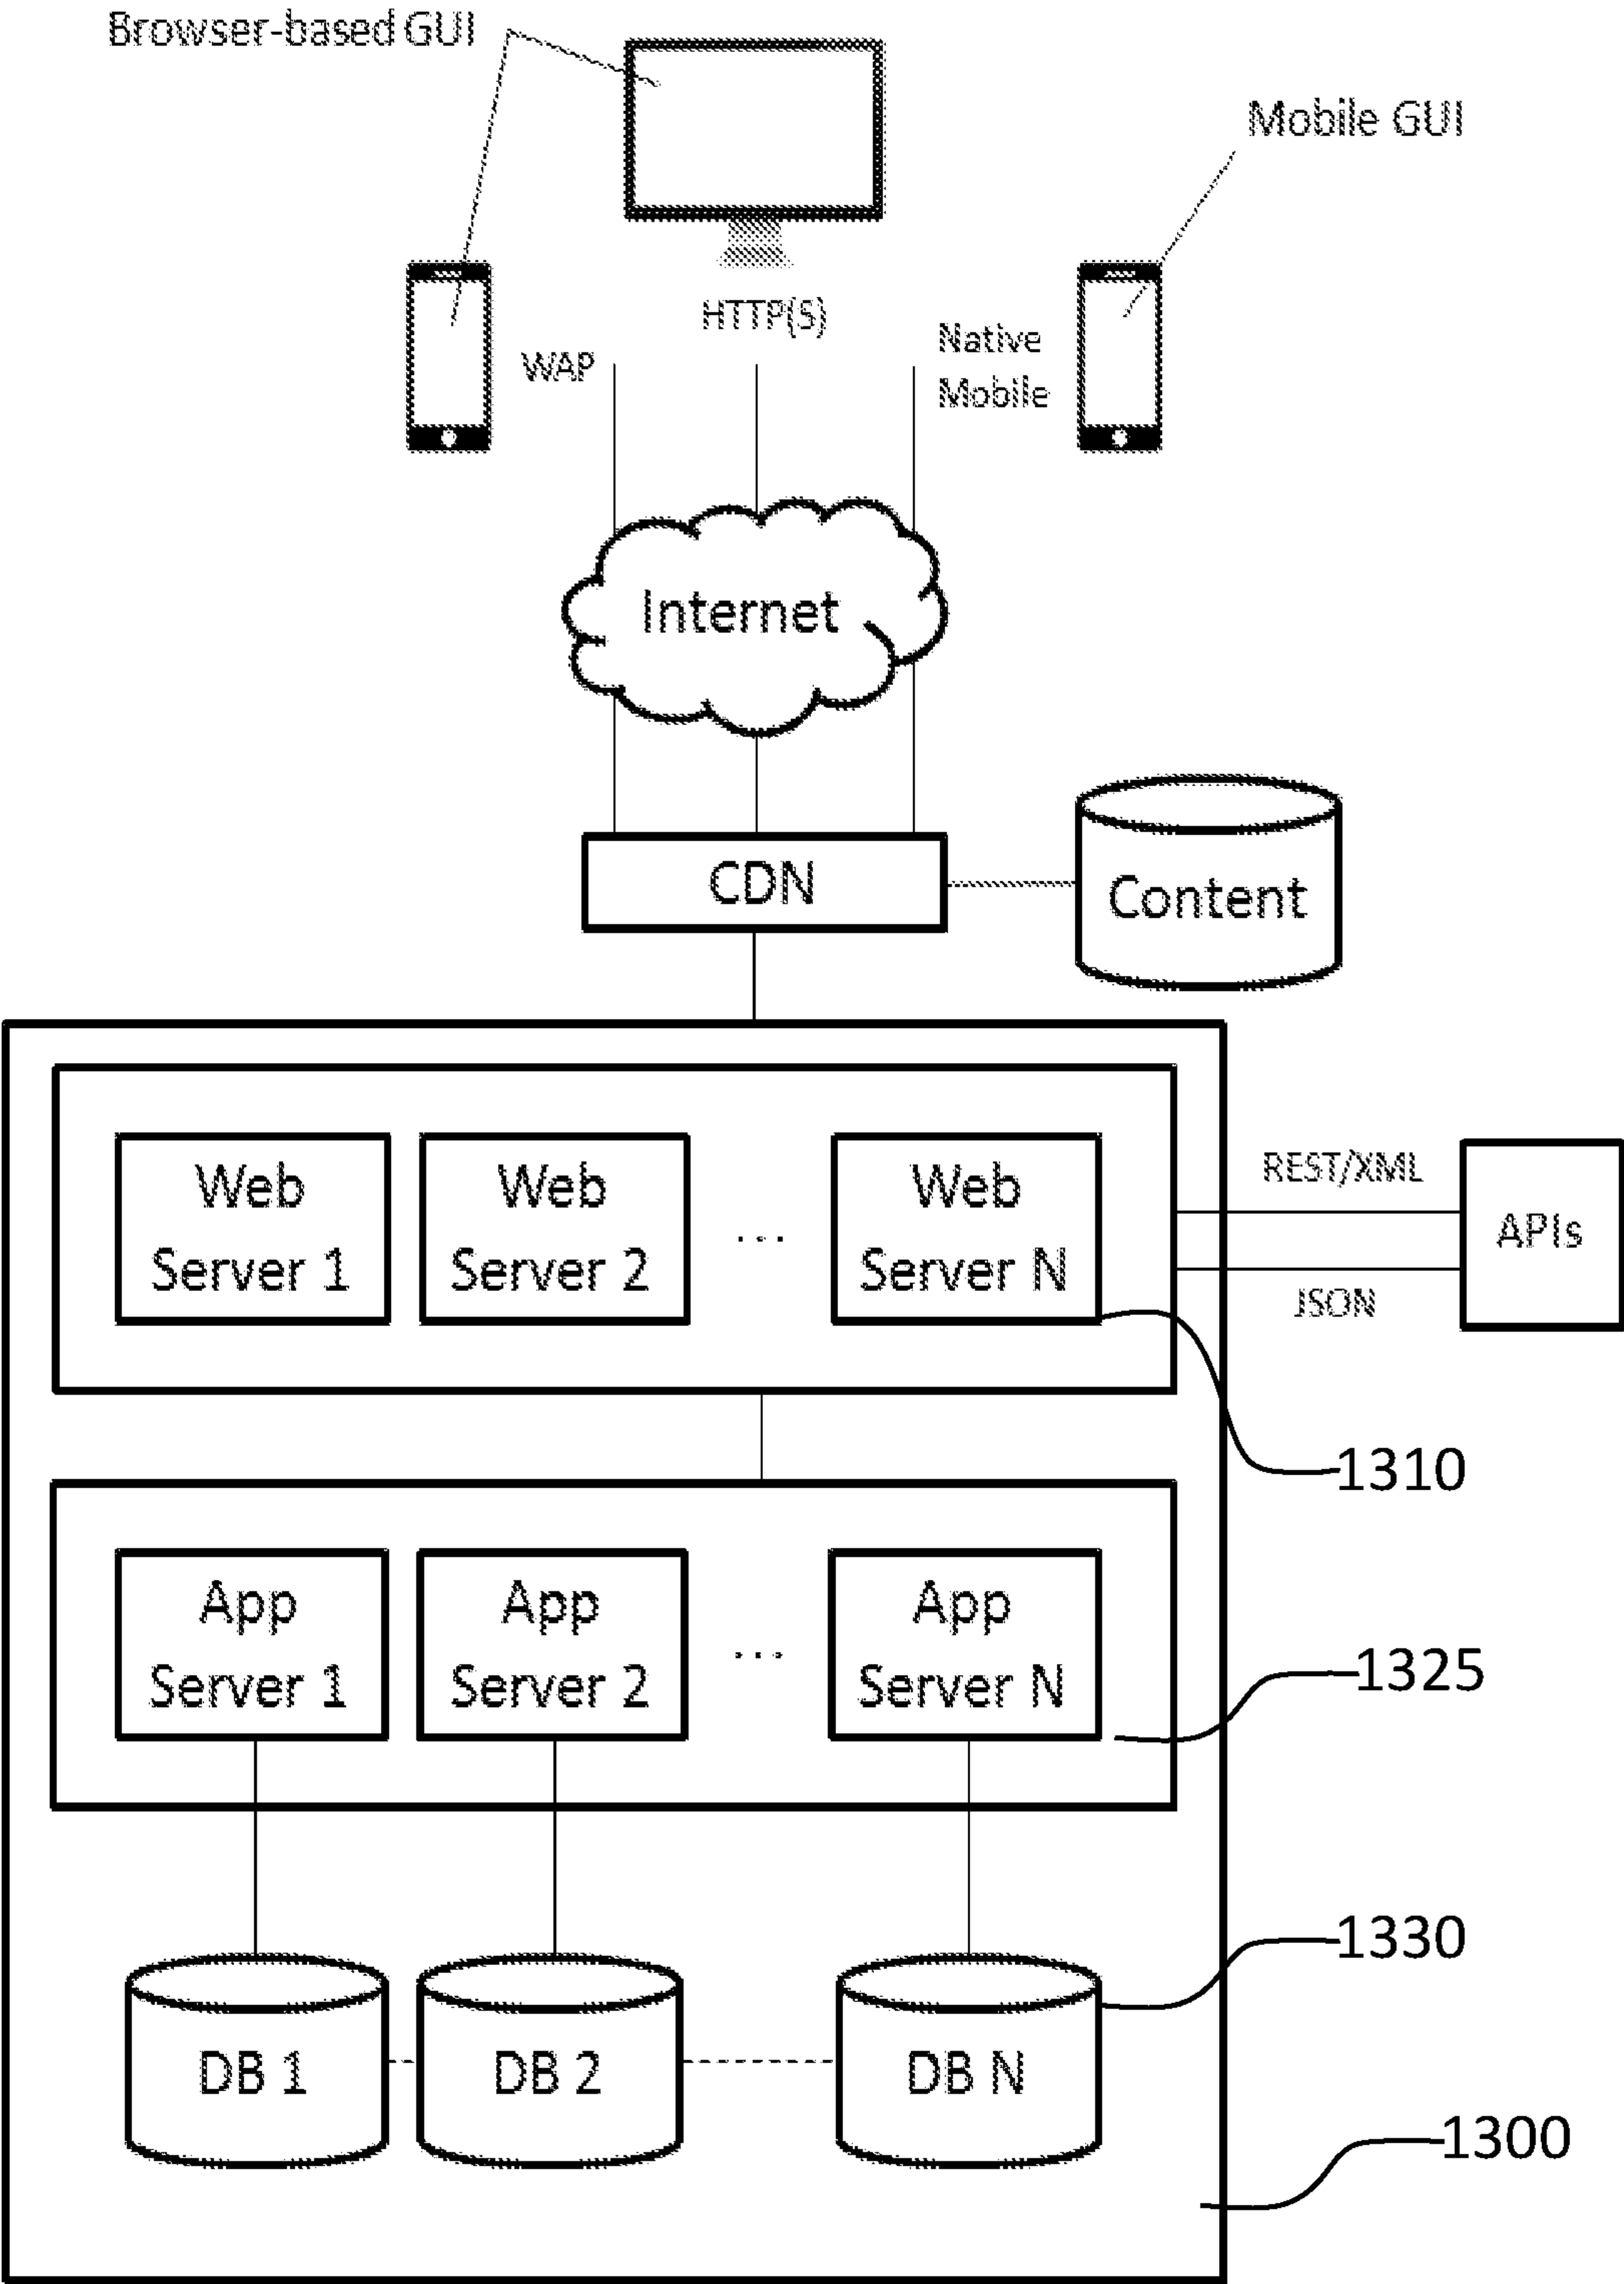 Browser-based GUI
Mobile GUI
HTTP(S)
WAP
Native
Mobile
Internet
CDN
Content
Web
Server 1
Web
Server 2
...
Web
Server N
REST/XML
APIs
JSON
1310
App
Server 1
App
Server 2
...
App
Server N
1325
1330
DB 1
DB 2
DB N
1300